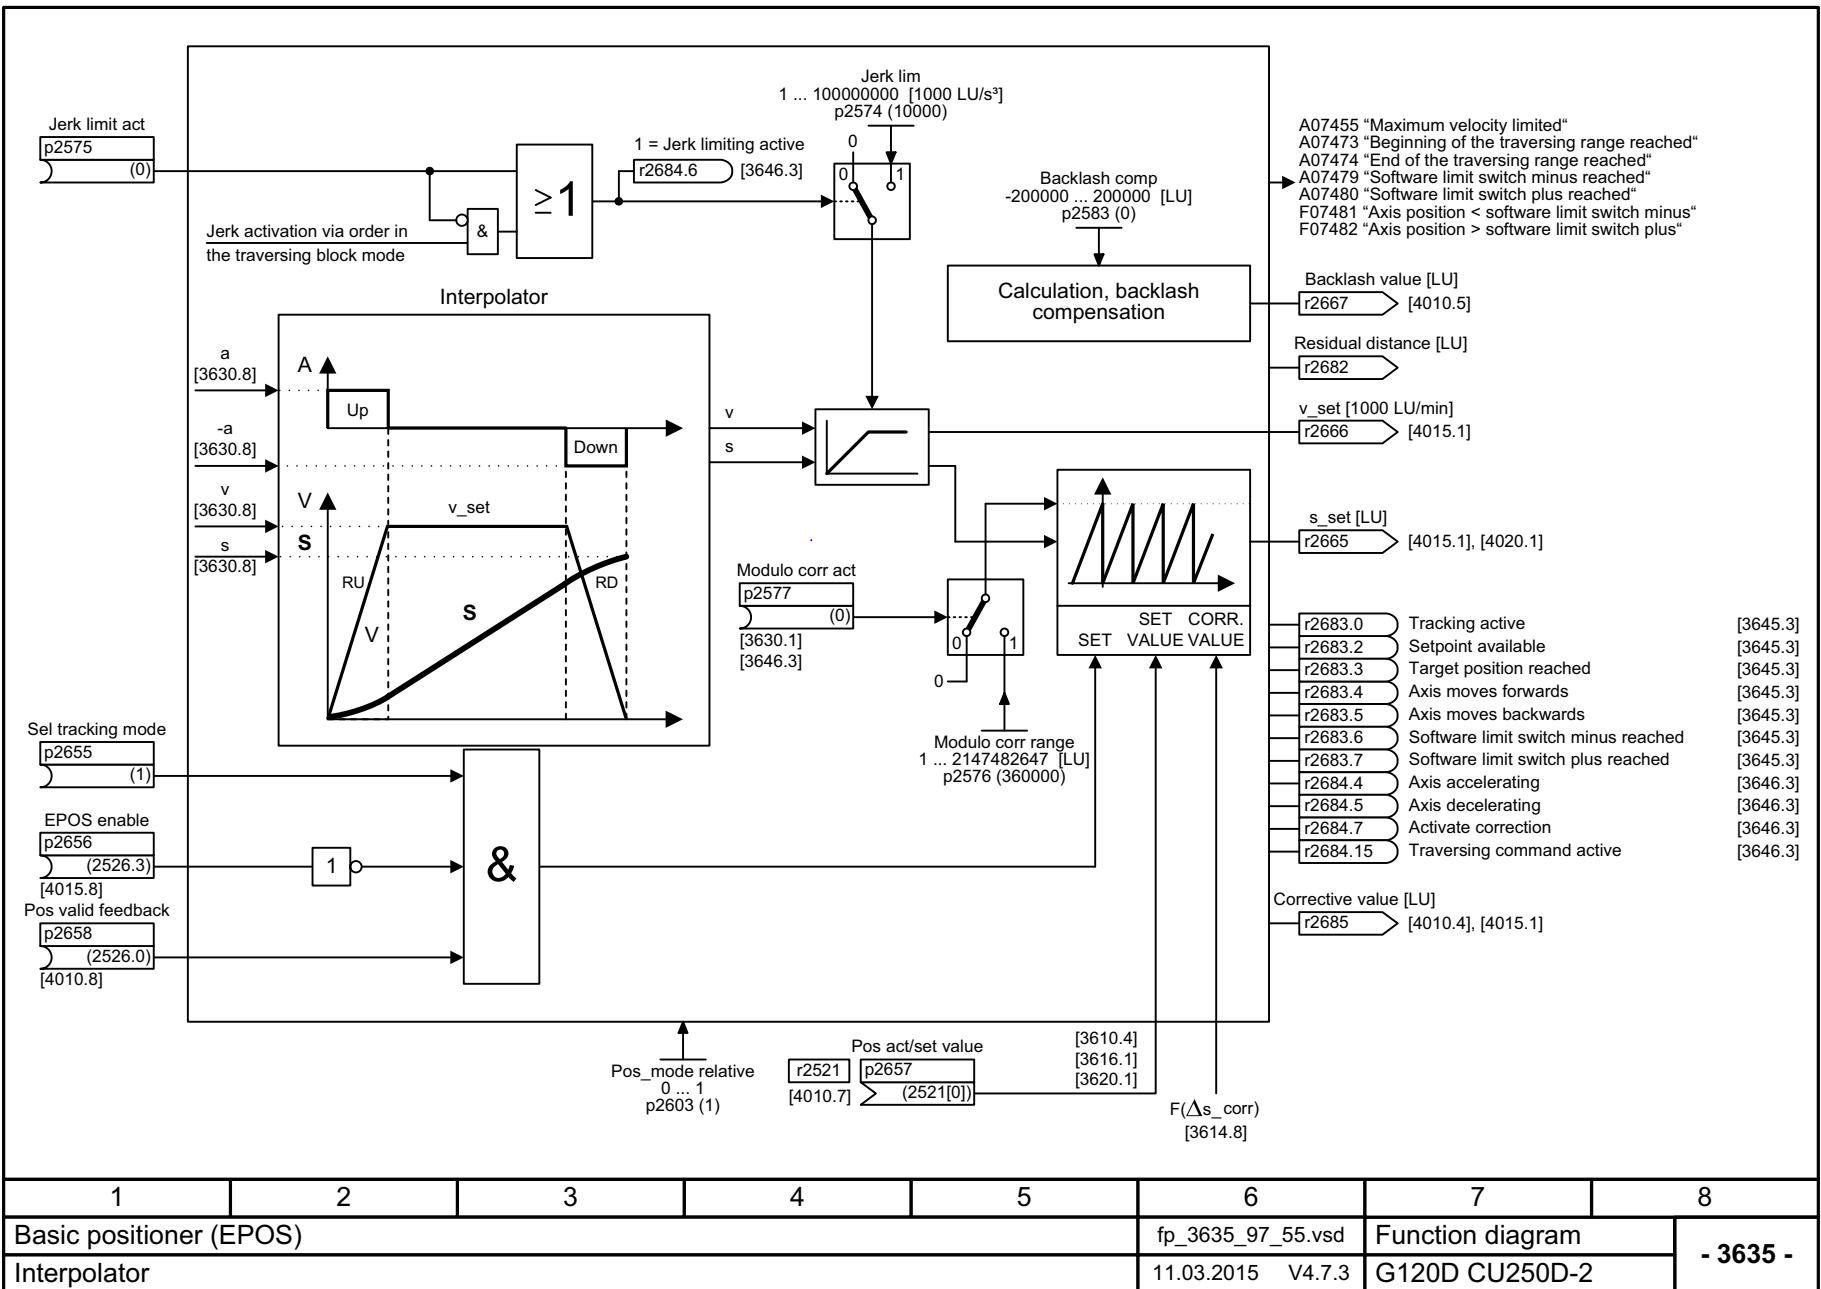 Jerk limit act
p2575
(0)
Jerk activation via order in
the traversing block mode
&
≥1
1 = Jerk limiting active
r2684.6 [3646.3]
Jerk lim
1 ... 100000000 [1000 LU/s³]
p2574 (10000)
0
0 1
Backlash comp
-200000 ... 200000 [LU]
p2583 (0)
Calculation, backlash
compensation
A07455 “Maximum velocity limited“
A07473 “Beginning of the traversing range reached“
A07474 “End of the traversing range reached“
A07479 “Software limit switch minus reached“
A07480 “Software limit switch plus reached“
F07481 “Axis position < software limit switch minus“
F07482 “Axis position > software limit switch plus“
Backlash value [LU]
r2667 [4010.5]
Residual distance [LU]
r2682
v_set [1000 LU/min]
r2666 [4015.1]
s_set [LU]
r2665 [4015.1], [4020.1]
Interpolator
a
[3630.8]
-a
[3630.8]
v
[3630.8]
s
[3630.8]
A
Up
Down
V
S
v_set
RU
V
S
RD
v
s
Modulo corr act
p2577
(0)
[3630.1]
[3646.3]
0 1
0
Modulo corr range
1 ... 2147482647 [LU]
p2576 (360000)
SET
SET VALUE
CORR. VALUE
Sel tracking mode
p2655
(1)
EPOS enable
p2656
(2526.3)
[4015.8]
Pos valid feedback
p2658
(2526.0)
[4010.8]
1
&
r2683.0 Tracking active [3645.3]
r2683.2 Setpoint available [3645.3]
r2683.3 Target position reached [3645.3]
r2683.4 Axis moves forwards [3645.3]
r2683.5 Axis moves backwards [3645.3]
r2683.6 Software limit switch minus reached [3645.3]
r2683.7 Software limit switch plus reached [3645.3]
r2684.4 Axis accelerating [3646.3]
r2684.5 Axis decelerating [3646.3]
r2684.7 Activate correction [3646.3]
r2684.15 Traversing command active [3646.3]
Corrective value [LU]
r2685 [4010.4], [4015.1]
Pos_mode relative
0 ... 1
p2603 (1)
r2521
[4010.7]
Pos act/set value
p2657
(2521[0])
[3610.4]
[3616.1]
[3620.1]
F(Δs_corr)
[3614.8]
1 2 3 4 5 6 7 8
Basic positioner (EPOS) fp_3635_97_55.vsd Function diagram
- 3635 -
Interpolator 11.03.2015 V4.7.3 G120D CU250D-2